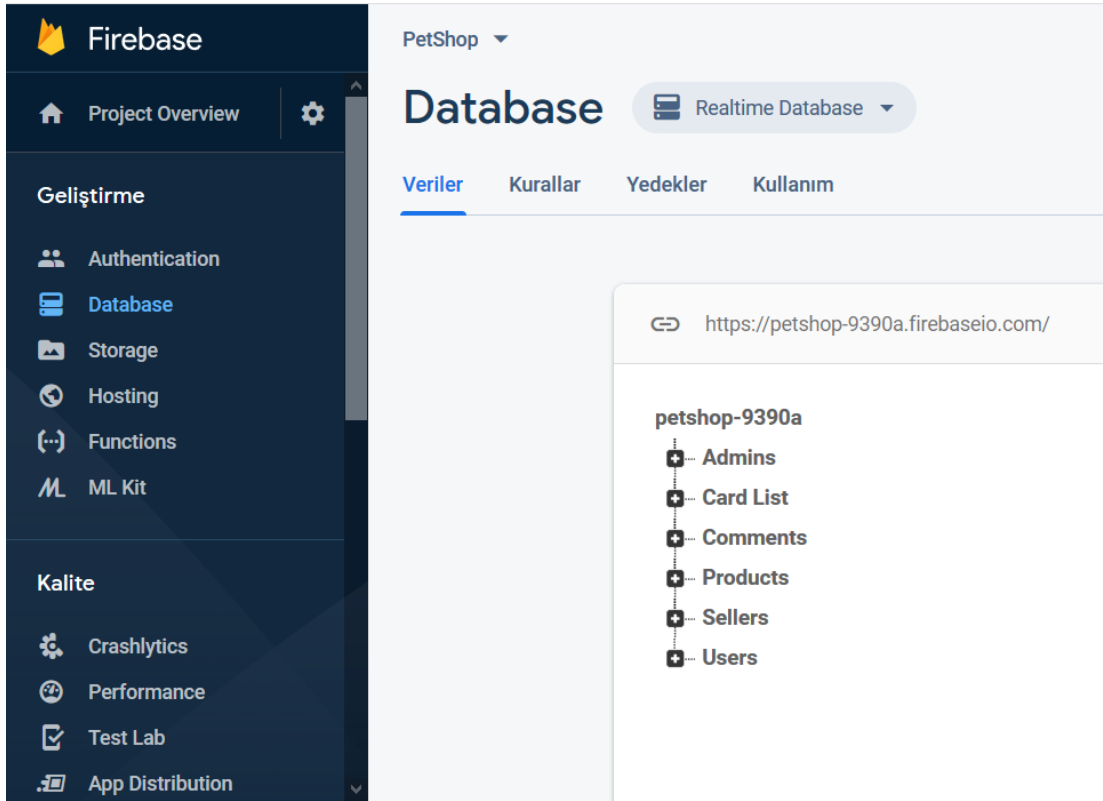 Firebase
Project Overview
Geliştirme
Authentication
Database
Storage
Hosting
Functions
ML Kit
Kalite
Crashlytics
Performance
Test Lab
App Distribution
PetShop
Database
Realtime Database
Veriler Kurallar Yedekler Kullanım
https://petshop-9390a.firebaseio.com/
petshop-9390a
Admins
Card List
Comments
Products
Sellers
Users